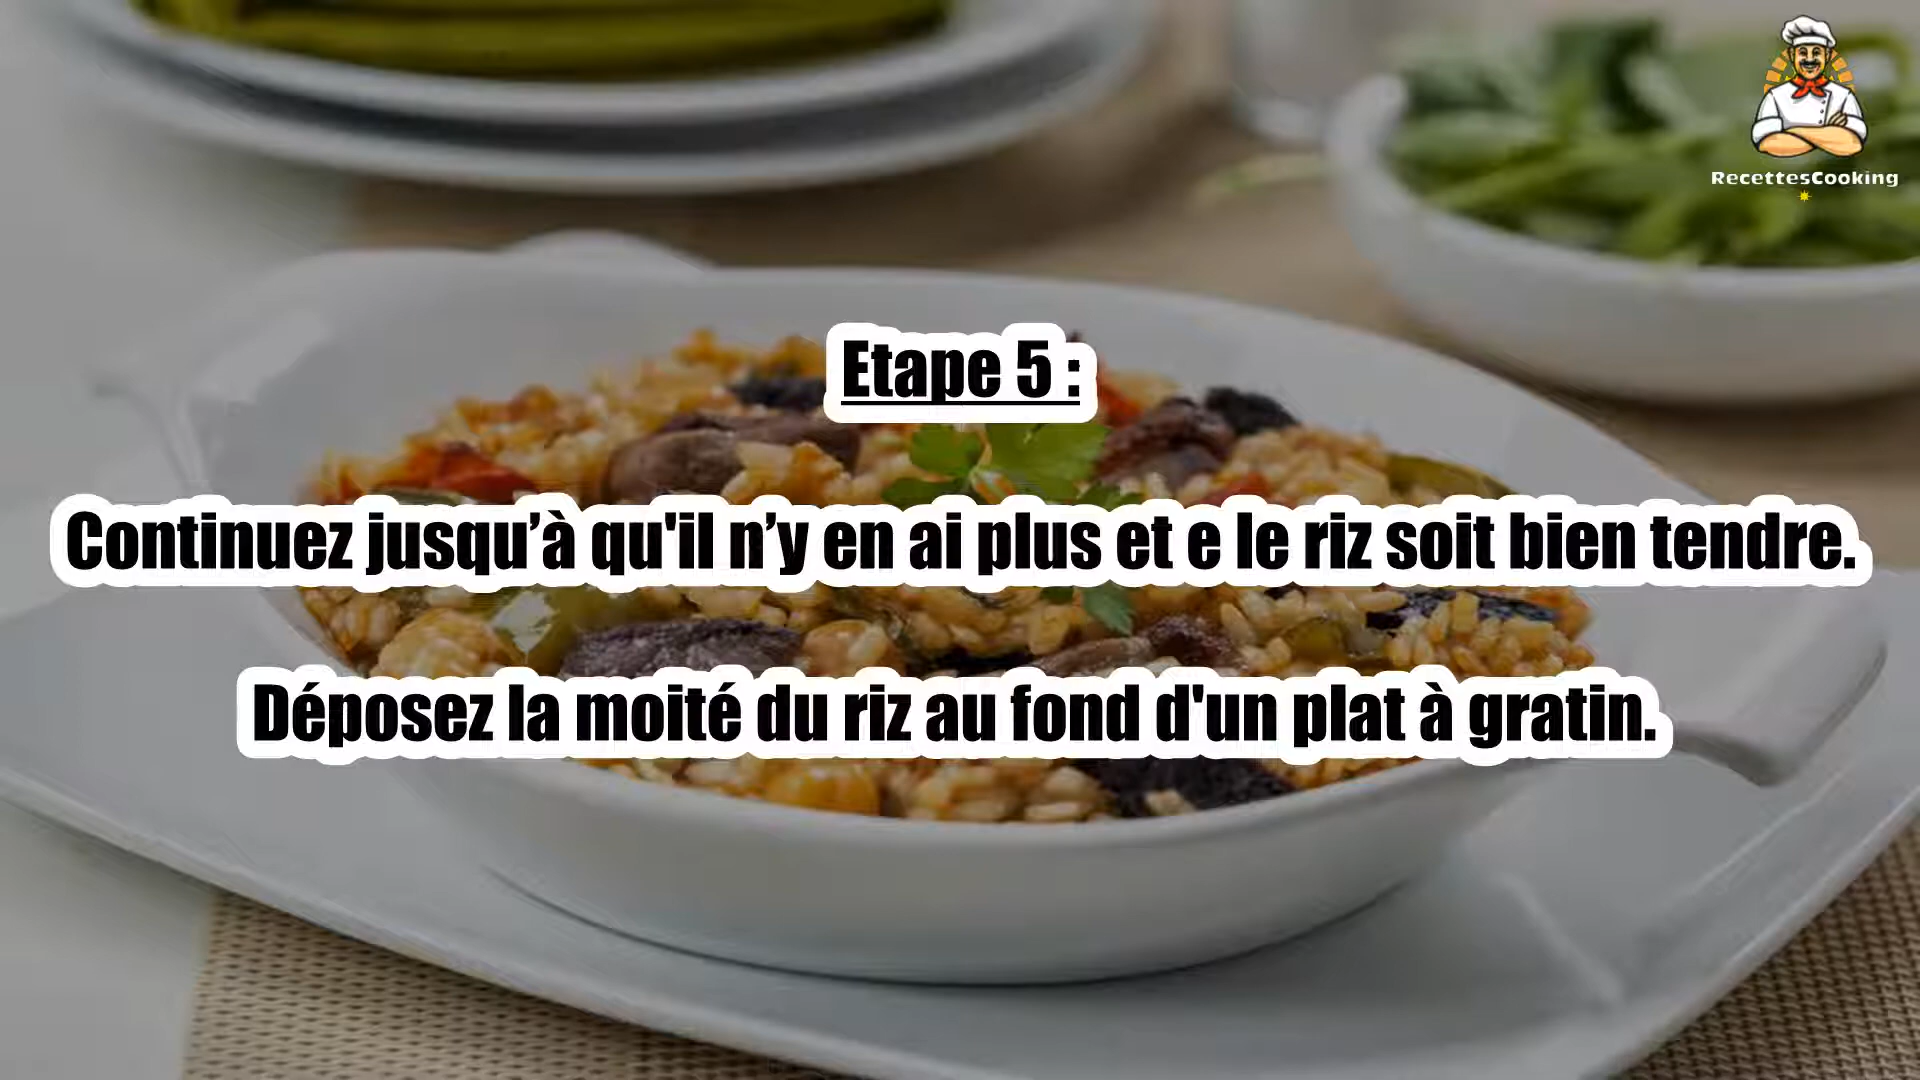 RecettesCooking
Etape 5 :
Continuez jusqu’à qu'il n’y en ai plus et e le riz soit bien tendre.
Déposez la moité du riz au fond d'un plat à gratin.